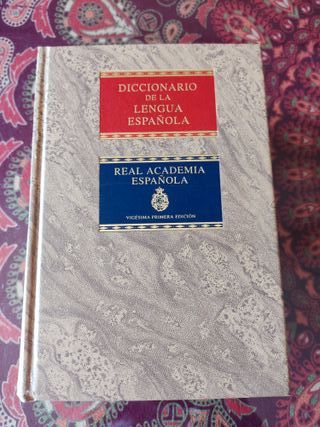 DICCIONARIO
DE LA
LENGUA
ESPAÑOLA
REAL ACADEMIA
ESPAÑOLA
VIGÉSIMA PRIMERA EDICIÓN